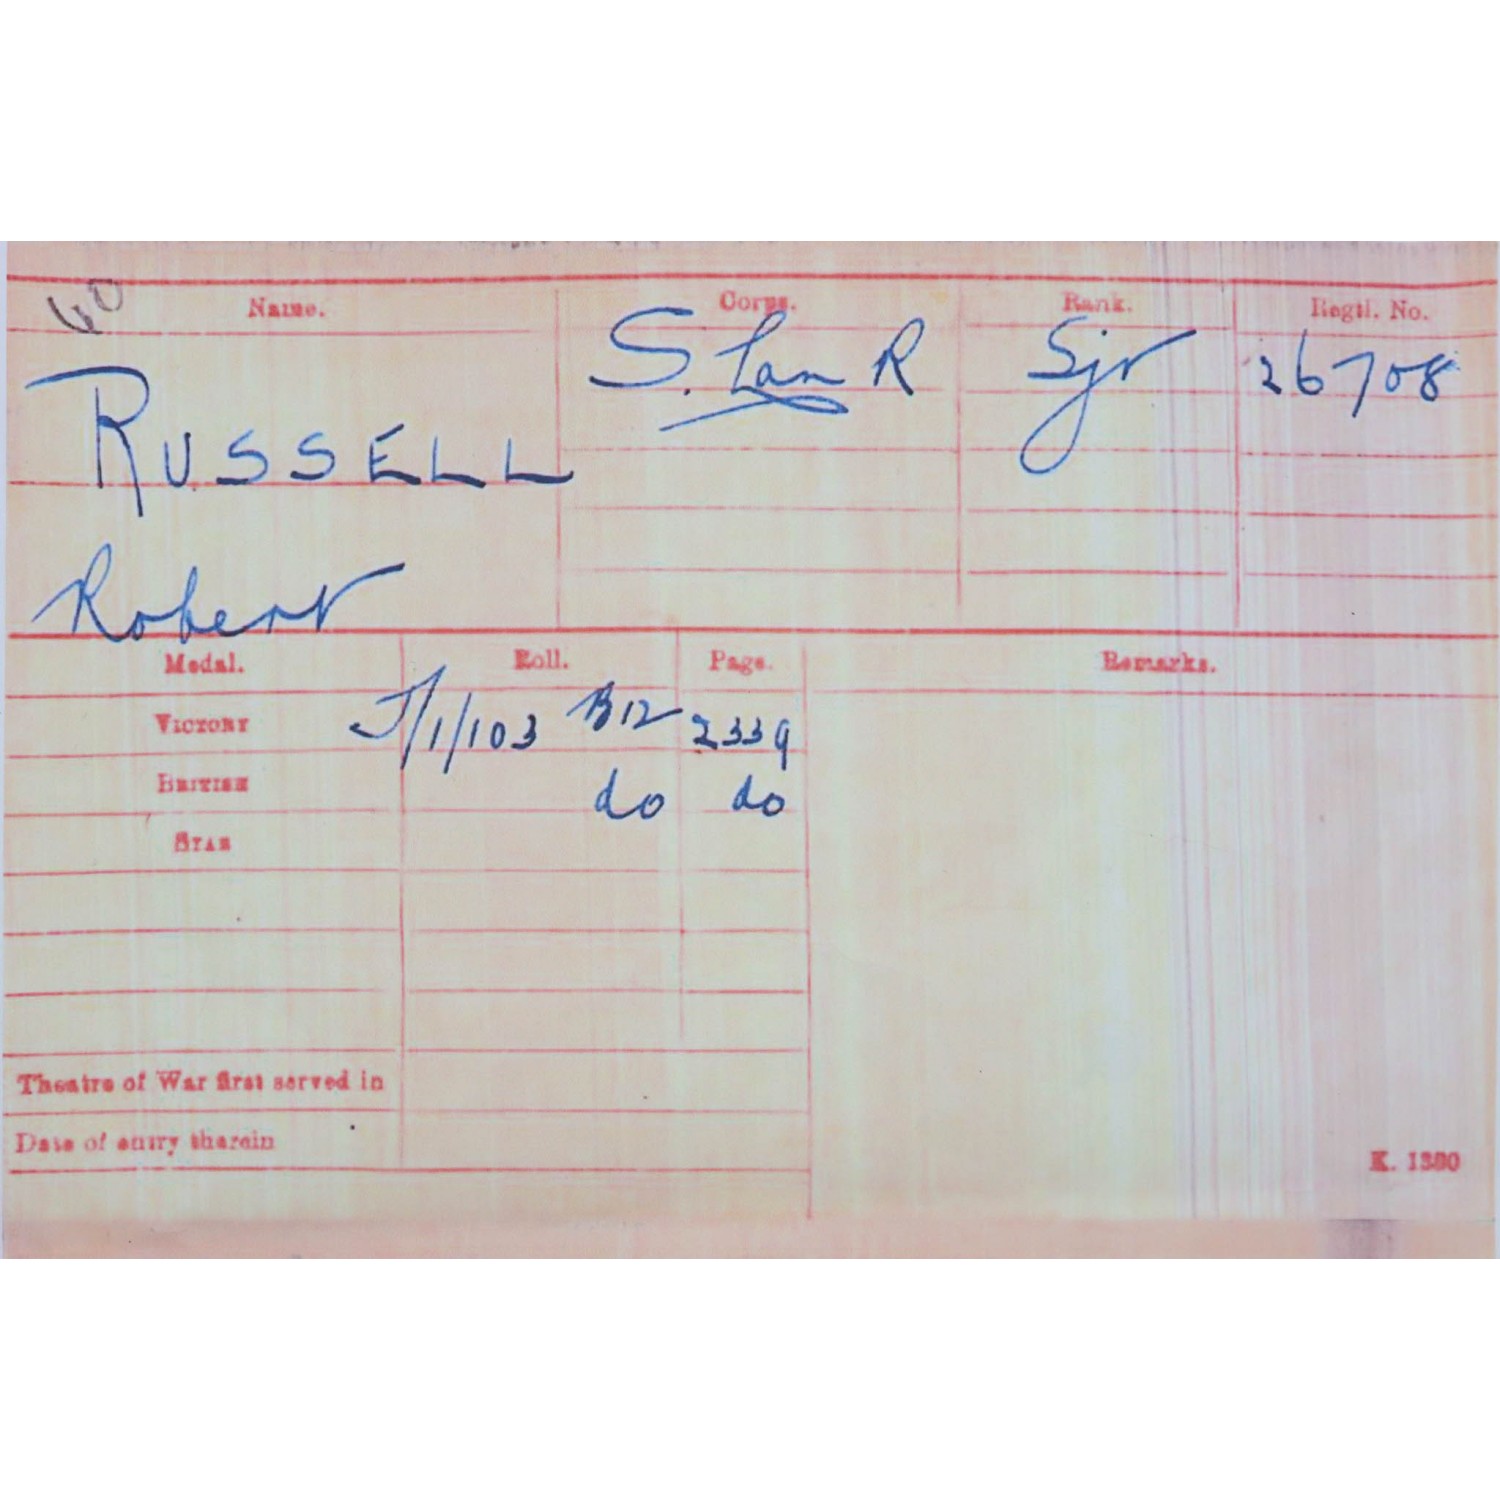 60
Name. Corps. Rank. Regtl. No.
RUSSELL S. Lan R Sjt 26708
Robert
Medal. Roll. Page. Remarks.
VICTORY J/1/103 B12 2339
BRITISH do do
STAR
Theatre of War first served in
Date of entry therein
K. 1380